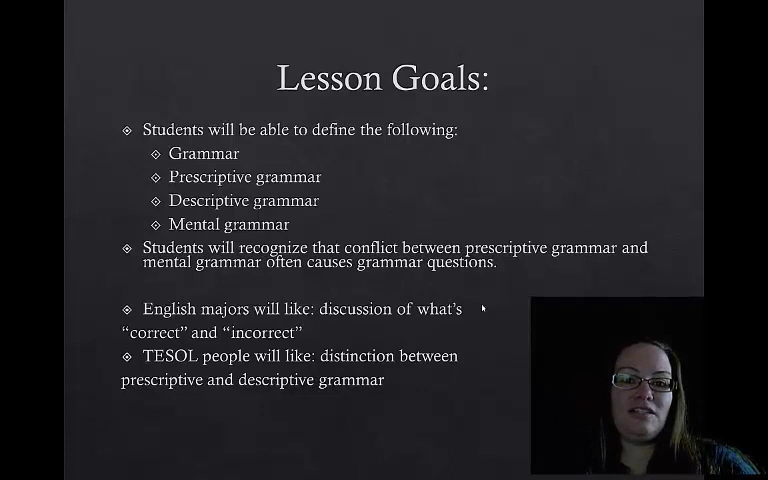 Lesson Goals:
Students will be able to define the following:
Grammar
Prescriptive grammar
Descriptive grammar
Mental grammar
Students will recognize that conflict between prescriptive grammar and
mental grammar often causes grammar questions.
English majors will like: discussion of what's
“correct” and “incorrect”
TESOL people will like: distinction between
prescriptive and descriptive grammar